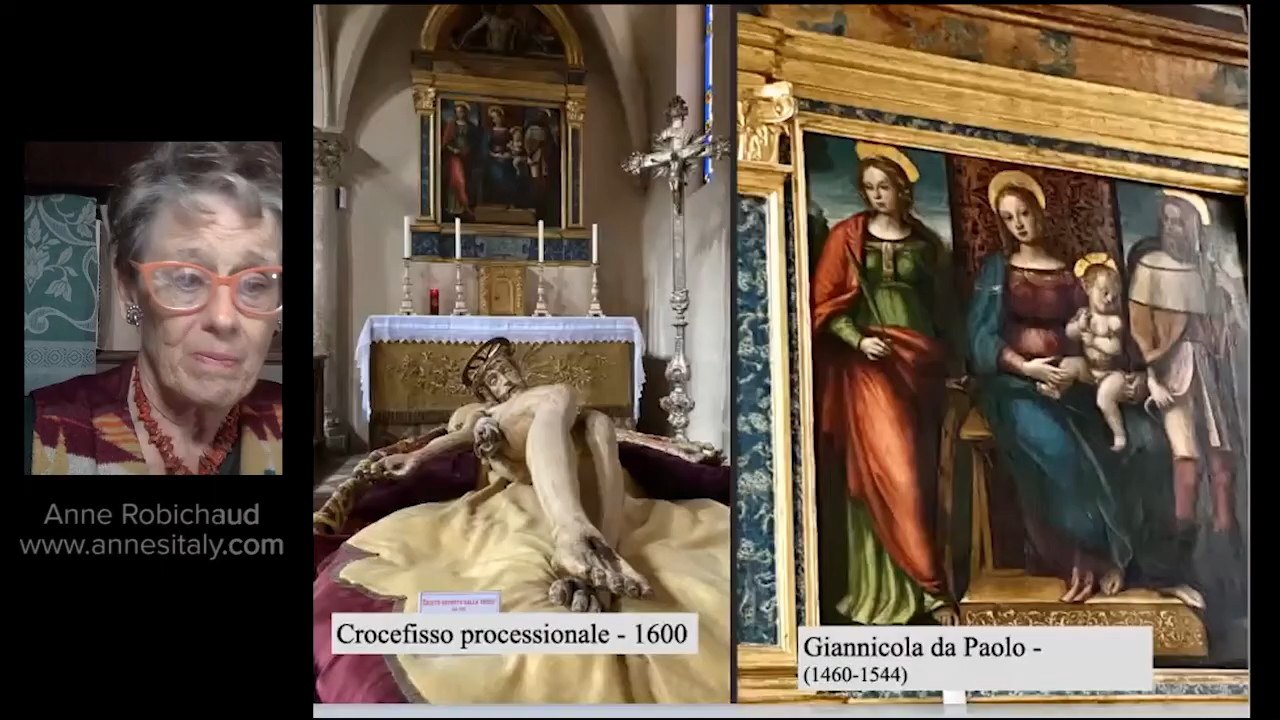 Anne Robichaud
www.annesitaly.com
Crocefisso processionale - 1600
Giannicola da Paolo -
(1460-1544)